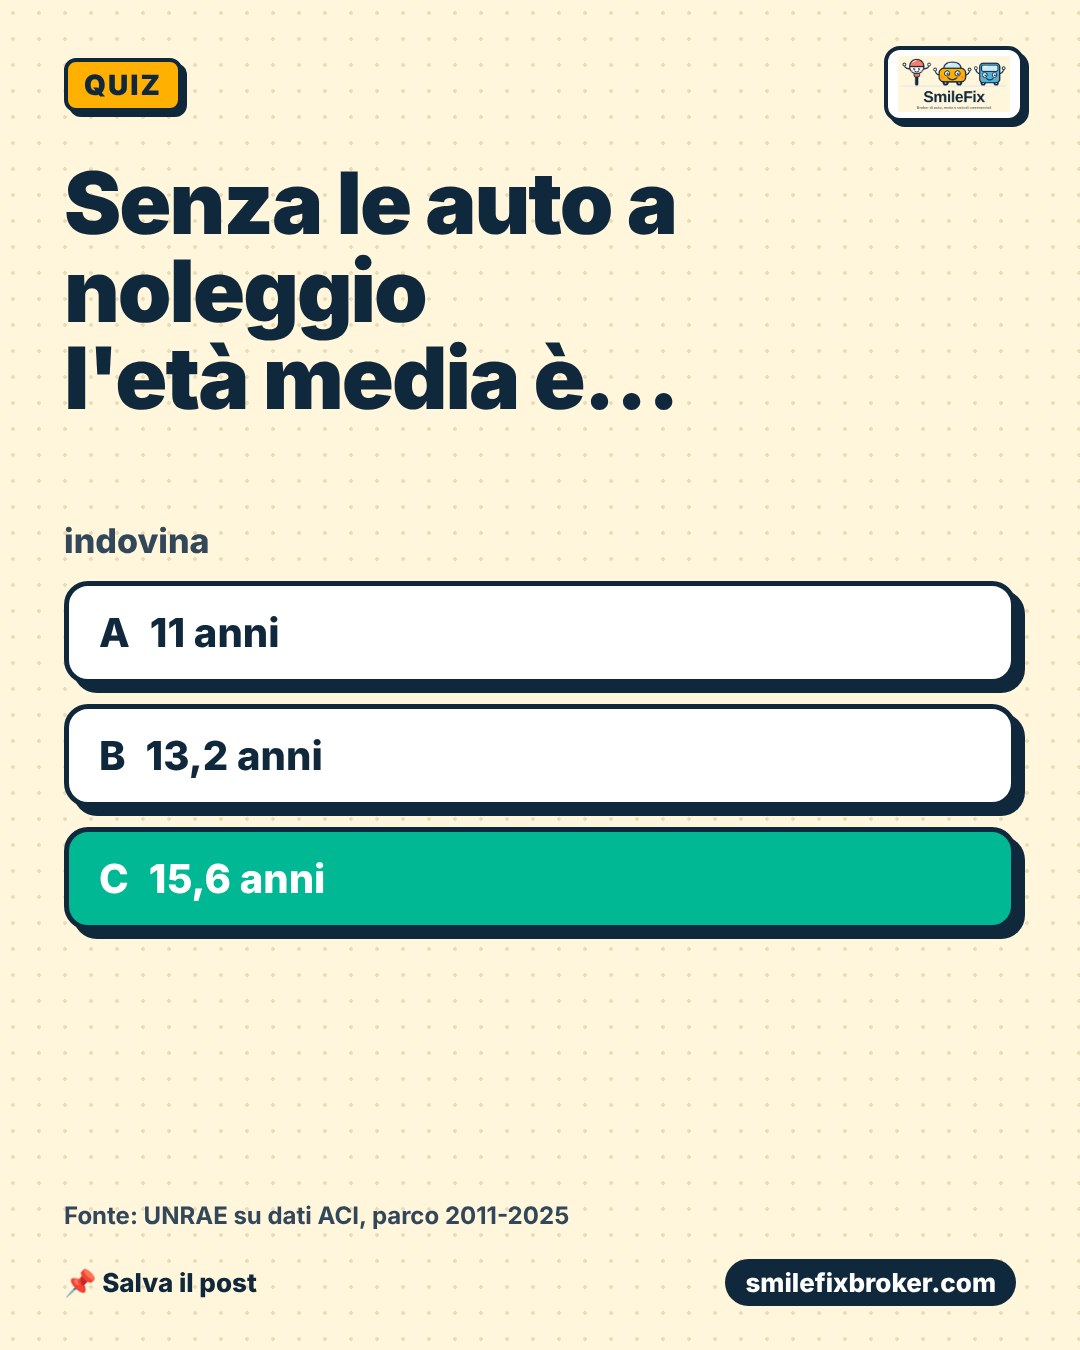 QUIZ
SmileFix
Senza le auto a
noleggio
l'età media è...
indovina
A 11 anni
B 13,2 anni
C 15,6 anni
Fonte: UNRAE su dati ACI, parco 2011-2025
📌 Salva il post
smilefixbroker.com